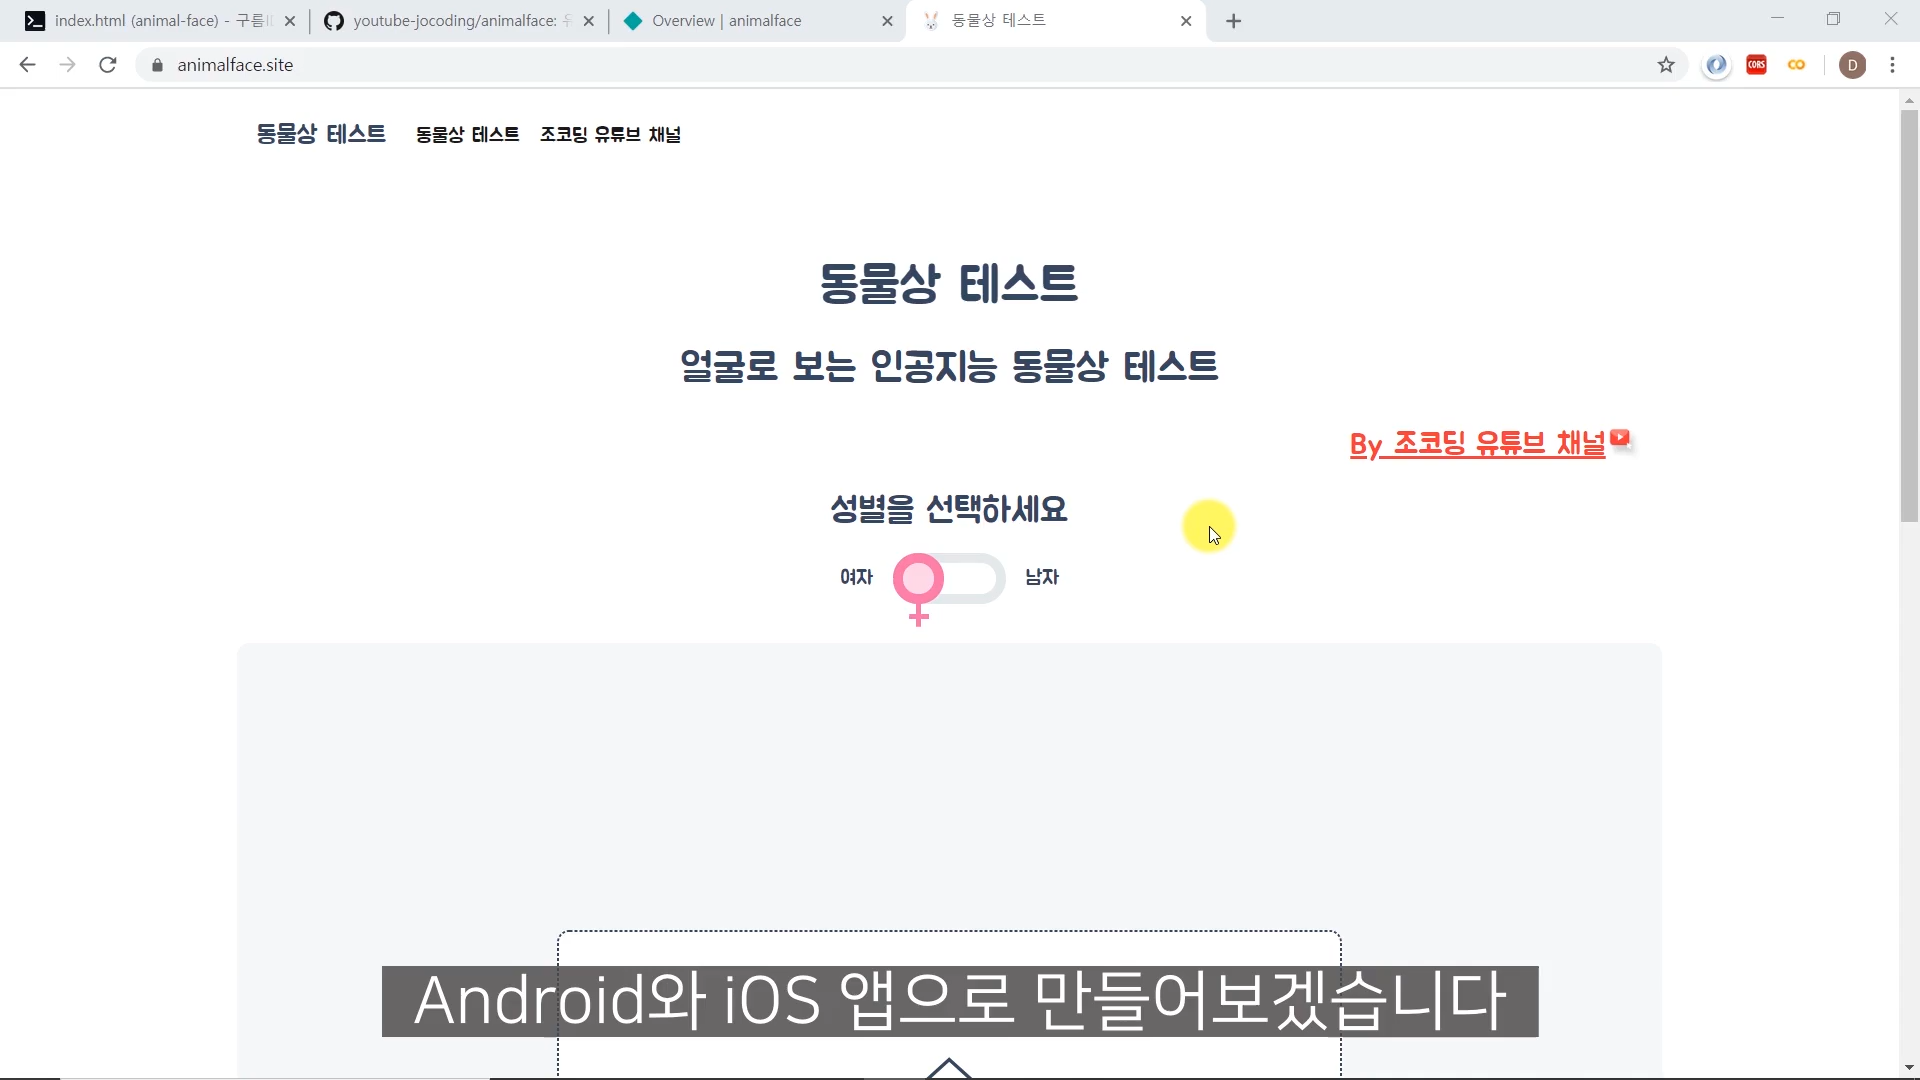 index.html (animal-face) - 구름
youtube-jocoding/animalface:
Overview | animalface
동물상 테스트
animalface.site
CORS
CO
D
동물상 테스트 동물상 테스트 조코딩 유튜브 채널
동물상 테스트
얼굴로 보는 인공지능 동물상 테스트
By 조코딩 유튜브 채널
성별을 선택하세요
여자 남자
Android와 iOS 앱으로 만들어보겠습니다